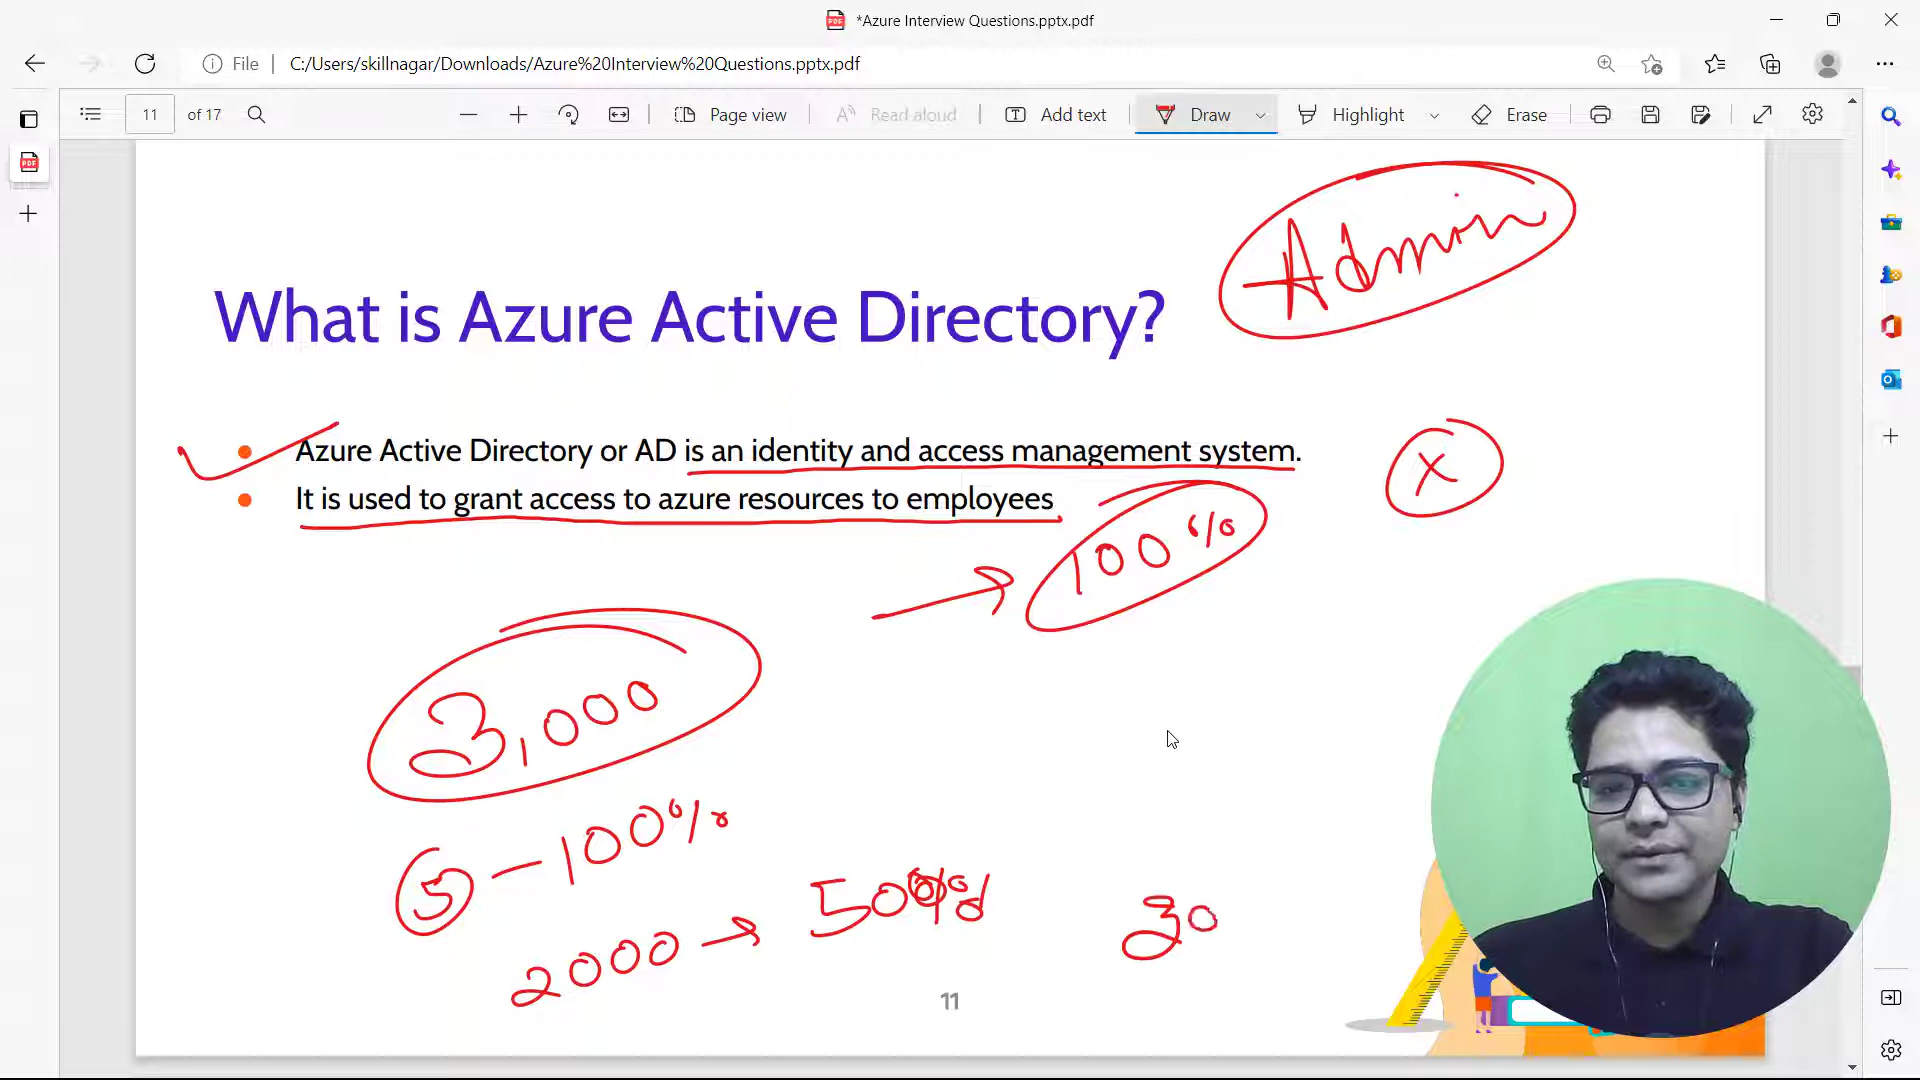 *Azure Interview Questions.pptx.pdf
File C:/Users/skillnagar/Downloads/Azure%20Interview%20Questions.pptx.pdf
11 of 17 Page view Read aloud Add text Draw Highlight Erase
Admin
What is Azure Active Directory?
Azure Active Directory or AD is an identity and access management system.
X
It is used to grant access to azure resources to employees
100%
3,000
5 - 100%
2000 → 50%
30
11